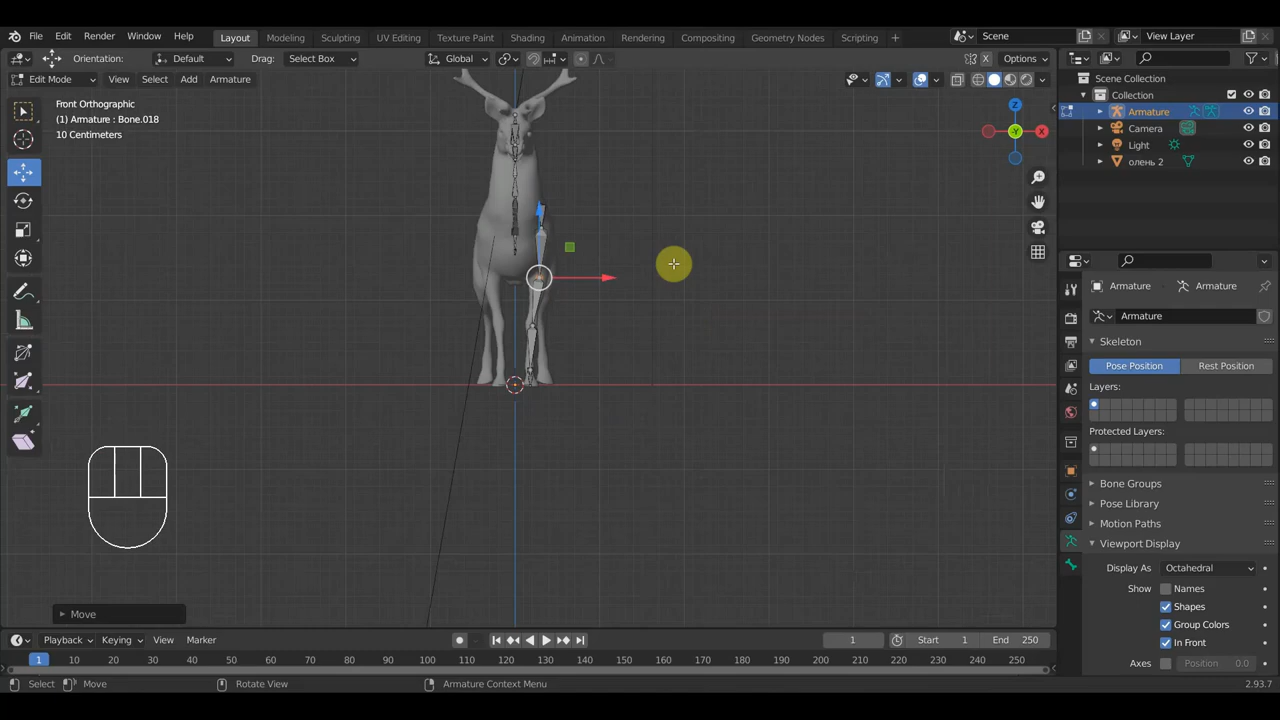 File Edit Render Window Help Layout Modeling Sculpting UV Editing Texture Paint Shading Animation Rendering Compositing Geometry Nodes Scripting + Scene View Layer
Orientation: Default Drag: Select Box Global Options
Edit Mode View Select Add Armature
Front Orthographic
(1) Armature : Bone.018
10 Centimeters
Z
-Y
X
Move
Scene Collection
Collection
Armature
Camera
Light
олень 2
Armature Armature
Armature
Skeleton
Pose Position Rest Position
Layers:
Protected Layers:
Bone Groups
Pose Library
Motion Paths
Viewport Display
Display As Octahedral
Show Names
Shapes
Group Colors
In Front
Axes Position 0.0
Playback Keying View Marker 1 Start 1 End 250
1 10 20 30 40 50 60 70 80 90 100 110 120 130 140 150 160 170 180 190 200 210 220 230 240 250
Select Move Rotate View Armature Context Menu 2.93.7